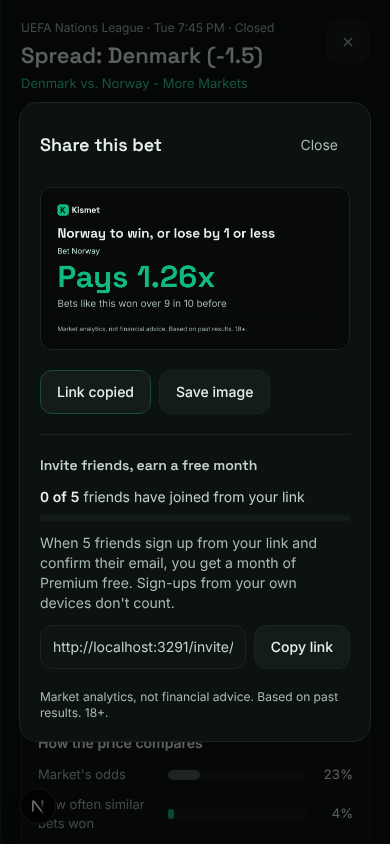 UEFA Nations League · Tue 7:45 PM · Closed
Spread: Denmark (-1.5)
×
Denmark vs. Norway - More Markets
Share this bet
Close
K Kismet
Norway to win, or lose by 1 or less
Bet Norway
Pays 1.26x
Bets like this won over 9 in 10 before
Market analytics, not financial advice. Based on past results. 18+.
Link copied
Save image
Invite friends, earn a free month
0 of 5 friends have joined from your link
When 5 friends sign up from your link and
confirm their email, you get a month of
Premium free. Sign-ups from your own
devices don't count.
http://localhost:3291/invite/
Copy link
Market analytics, not financial advice. Based on past
results. 18+.
How the price compares
Market's odds
23%
N
often similar
4%
bets won